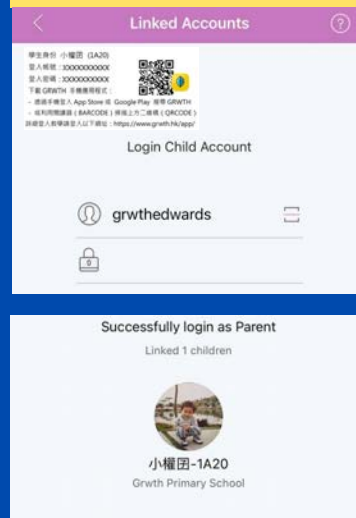 Linked Accounts
學生身份 小權囝 (1A20)
登入帳號 : XXXXXXXXXXX
登入密碼 : XXXXXXXXXXX
下載 GRWTH 手機應用程式 :
- 透過手機登入 App Store 或 Google Play 搜尋 GRWTH
- 或利用閱讀器 ( BARCODE ) 掃描上方二維碼 ( QRCODE )
詳細登入教學請登入以下網址 : https://www.grwth.hk/app/
Login Child Account
grwthedwards
Successfully login as Parent
Linked 1 children
小權囝-1A20
Grwth Primary School